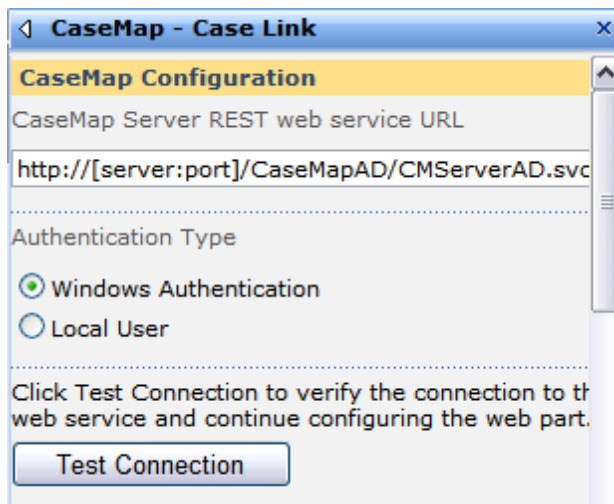 CaseMap - Case Link
CaseMap Configuration
CaseMap Server REST web service URL
http://[server:port]/CaseMapAD/CMServerAD.svc
Authentication Type
Windows Authentication
Local User
Click Test Connection to verify the connection to th
web service and continue configuring the web part.
Test Connection